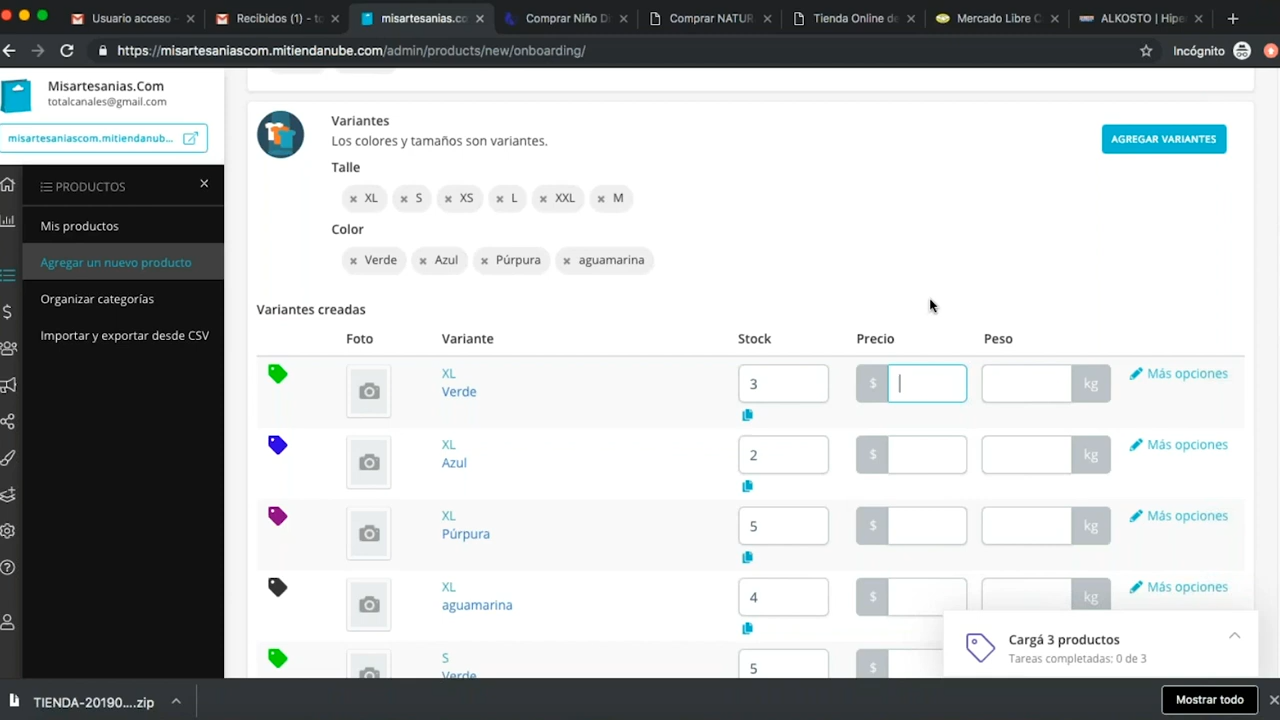 Usuario acceso
Recibidos (1) - to
misartesanias.co
Comprar Niño D
Comprar NATUR
Tienda Online de
Mercado Libre C
ALKOSTO | Hipe
https://misartesaniascom.mitiendanube.com/admin/products/new/onboarding/
Incógnito
Misartesanias.Com
totalcanales@gmail.com
misartesaniascom.mitiendanub...
PRODUCTOS
Mis productos
Agregar un nuevo producto
Organizar categorías
Importar y exportar desde CSV
Variantes
Los colores y tamaños son variantes.
AGREGAR VARIANTES
Talle
XL S XS L XXL M
Color
Verde Azul Púrpura aguamarina
Variantes creadas
Foto Variante Stock Precio Peso
XL
Verde
3 $ kg Más opciones
XL
Azul
2 $ kg Más opciones
XL
Púrpura
5 $ kg Más opciones
XL
aguamarina
4 $ kg Más opciones
S
Verde
5 $
Cargá 3 productos
Tareas completadas: 0 de 3
TIENDA-20190....zip
Mostrar todo